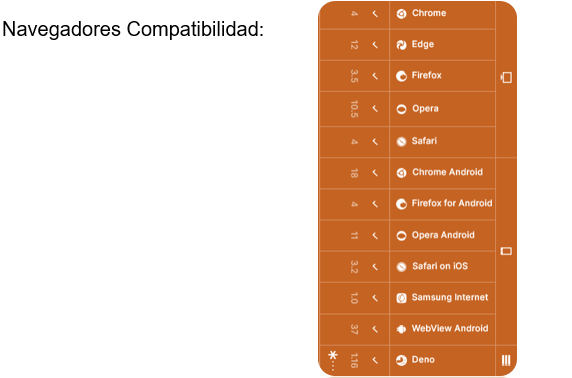 Navegadores Compatibilidad:
4 Chrome
12 Edge
3.5 Firefox
10.5 Opera
4 Safari
18 Chrome Android
4 Firefox for Android
11 Opera Android
3.2 Safari on iOS
1.0 Samsung Internet
37 WebView Android
* ... 1.16 Deno